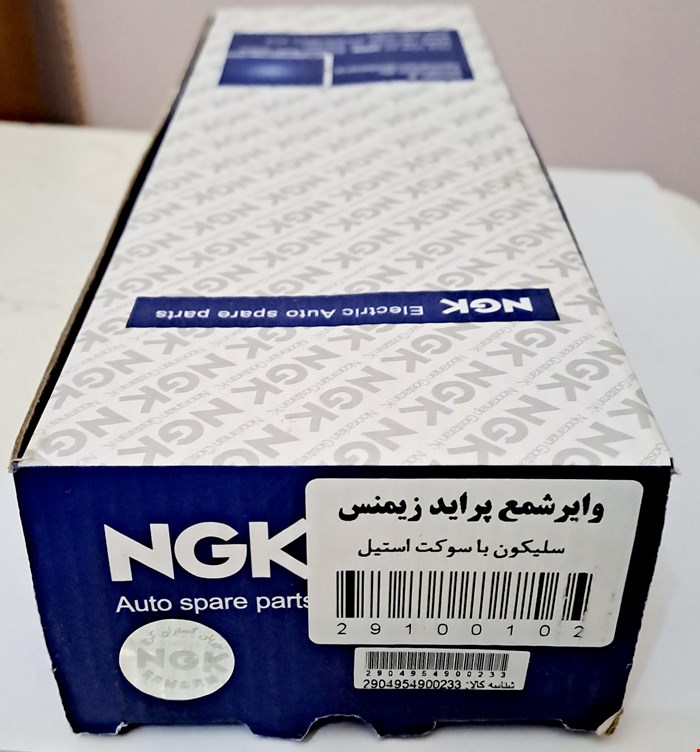 NGK Electric Auto spare parts
NGK
Auto spare parts
وایرشمع پراید زیمنس
سلیکون با سوکت استیل
29100102
NGK
2904954900233
شناسه کالا: 2904954900233